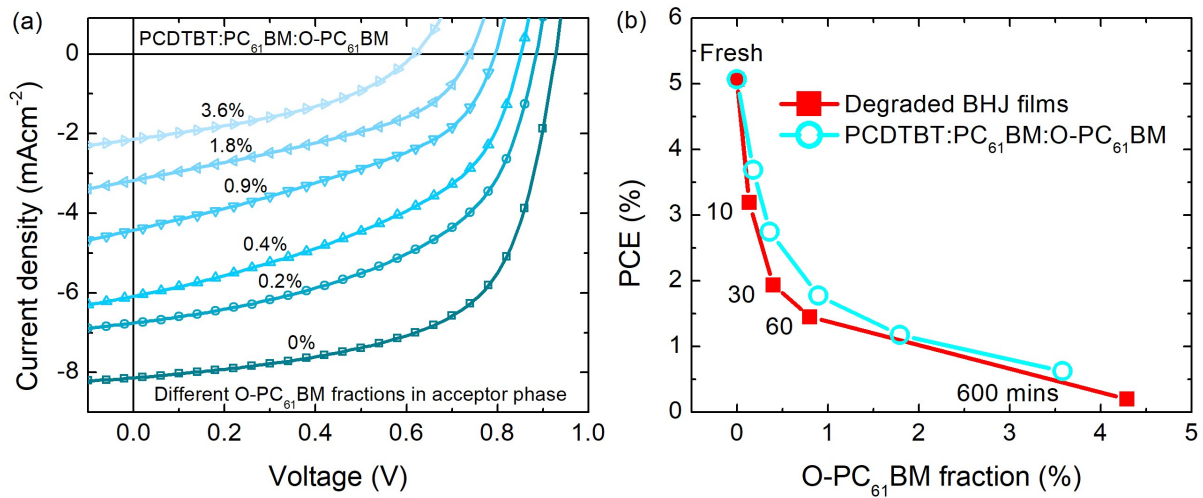 (a)
PCDTBT:PC61BM:O-PC61BM
3.6%
1.8%
0.9%
0.4%
0.2%
0%
Different O-PC61BM fractions in acceptor phase
Current density (mAcm-2)
0
-2
-4
-6
-8
0.0 0.2 0.4 0.6 0.8 1.0
Voltage (V)
(b)
Fresh
Degraded BHJ films
PCDTBT:PC61BM:O-PC61BM
10
30
60
600 mins
PCE (%)
6
5
4
3
2
1
0
0 1 2 3 4 5
O-PC61BM fraction (%)